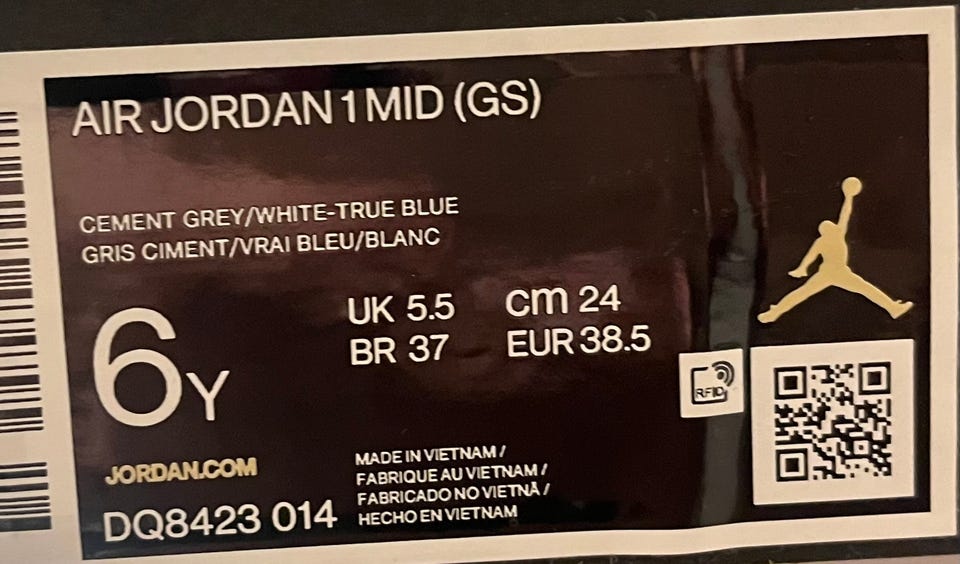 AIR JORDAN 1 MID (GS)
CEMENT GREY/WHITE-TRUE BLUE
GRIS CIMENT/VRAI BLEU/BLANC
6Y
UK 5.5 cm 24
BR 37 EUR 38.5
RFID
JORDAN.COM
DQ8423 014
MADE IN VIETNAM /
FABRIQUE AU VIETNAM /
FABRICADO NO VIETNÃ /
HECHO EN VIETNAM